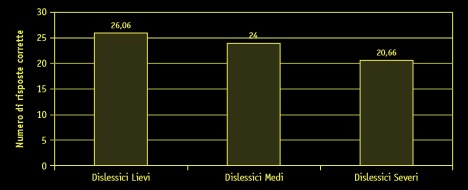 Numero di risposte corrette
30
25
20
15
10
5
0
26,06
24
20,66
Dislessici Lievi
Dislessici Medi
Dislessici Severi